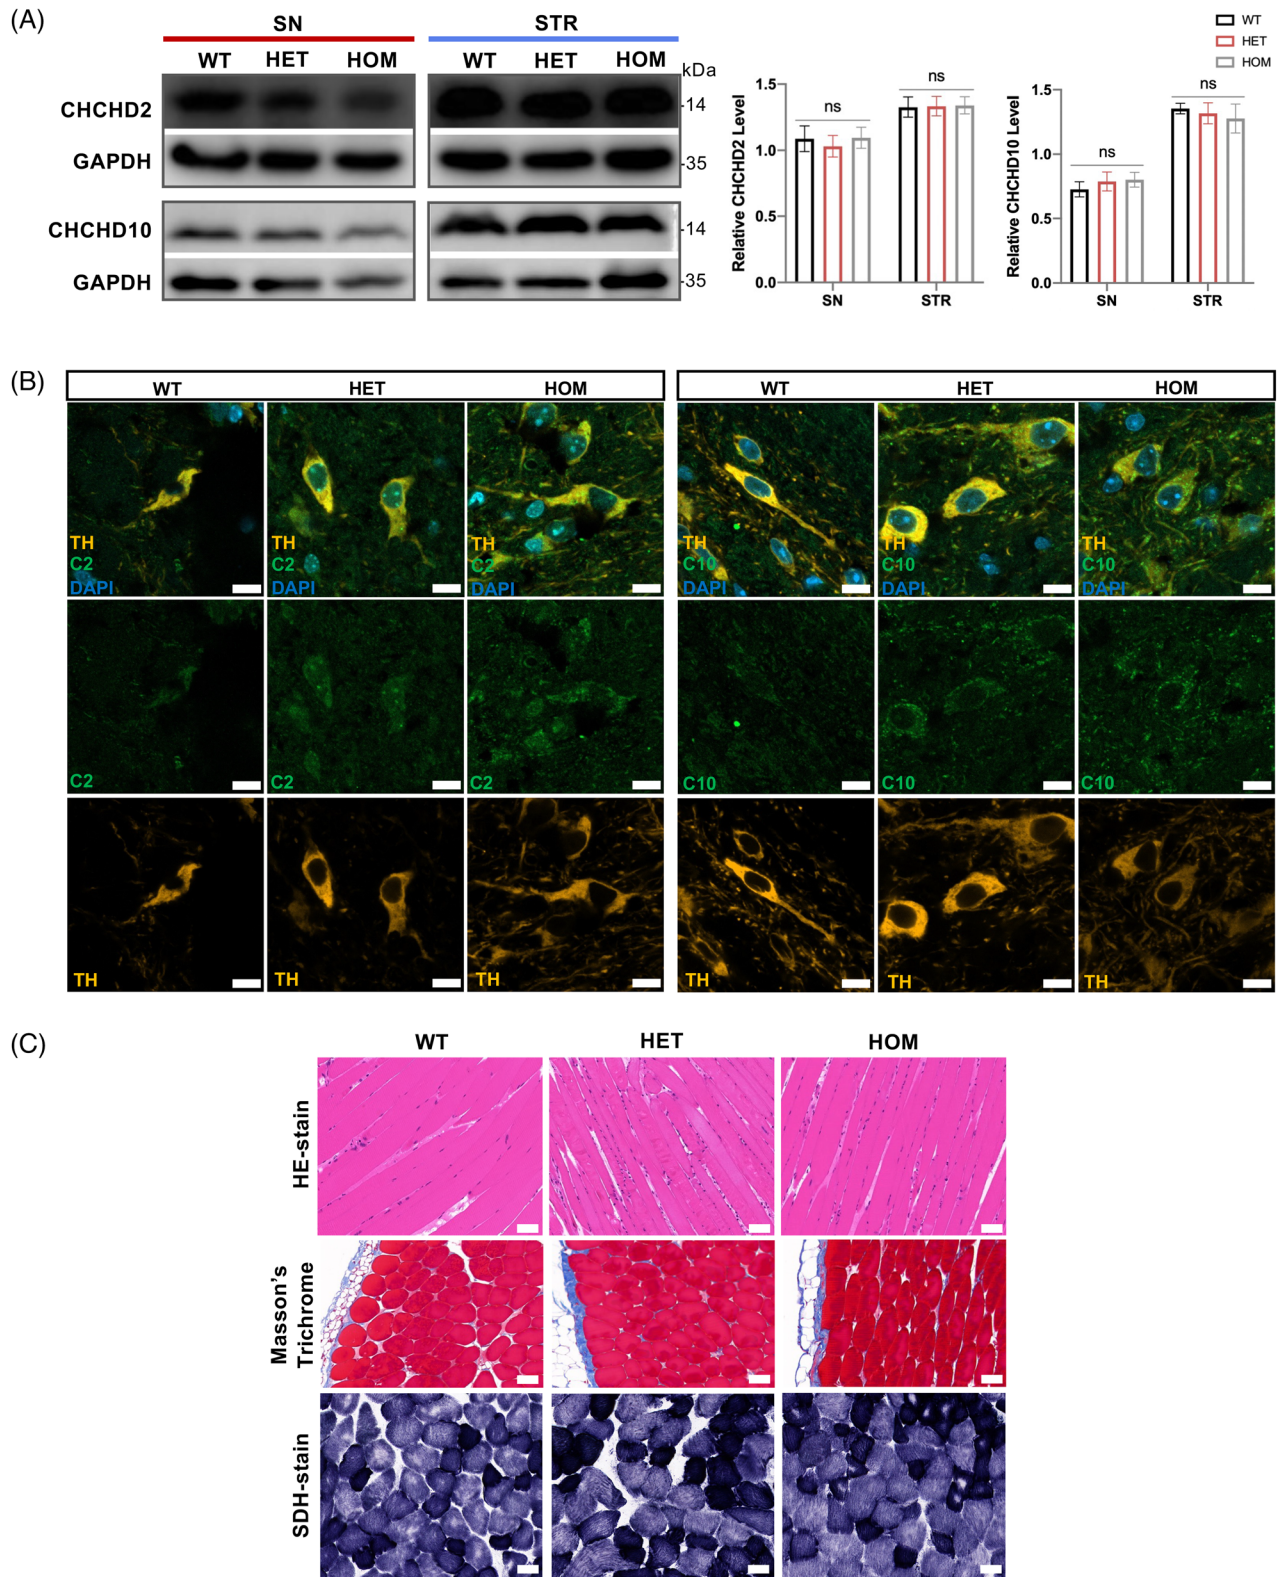 (A)
SN STR
WT HET HOM WT HET HOM
kDa
CHCHD2 -14
GAPDH -35
CHCHD10 -14
GAPDH -35
WT
HET
HOM
Relative CHCHD2 Level
1.5
1.0
0.5
0.0
ns ns
SN STR
Relative CHCHD10 Level
1.5
1.0
0.5
0.0
ns ns
SN STR
(B)
WT HET HOM WT HET HOM
TH TH TH TH TH TH
C2 C2 C2 C10 C10 C10
DAPI DAPI DAPI DAPI DAPI DAPI
C2 C2 C2 C10 C10 C10
TH TH TH TH TH TH
(C)
WT HET HOM
HE-stain
Masson's
Trichrome
SDH-stain